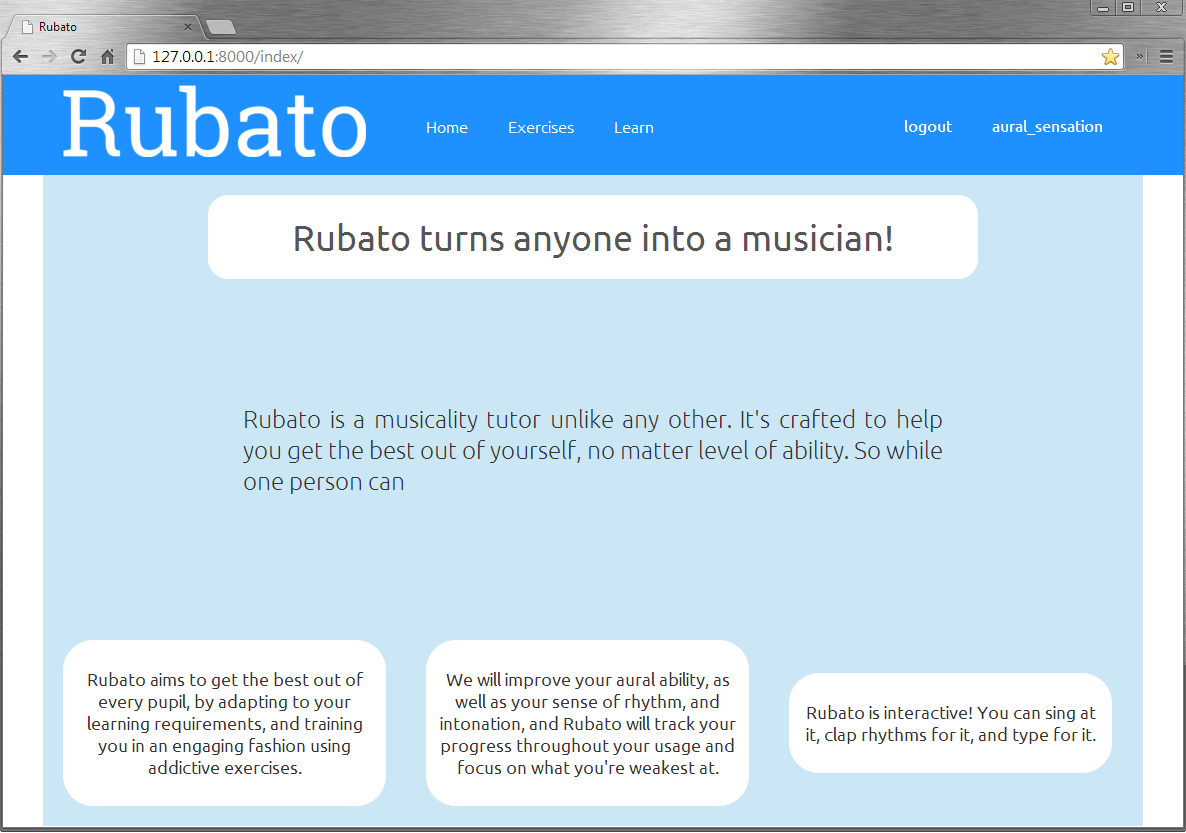 Rubato
127.0.0.1:8000/index/
Rubato
Home
Exercises
Learn
logout
aural_sensation
Rubato turns anyone into a musician!
Rubato is a musicality tutor unlike any other. It's crafted to help
you get the best out of yourself, no matter level of ability. So while
one person can
Rubato aims to get the best out of
every pupil, by adapting to your
learning requirements, and training
you in an engaging fashion using
addictive exercises.
We will improve your aural ability, as
well as your sense of rhythm, and
intonation, and Rubato will track your
progress throughout your usage and
focus on what you're weakest at.
Rubato is interactive! You can sing at
it, clap rhythms for it, and type for it.